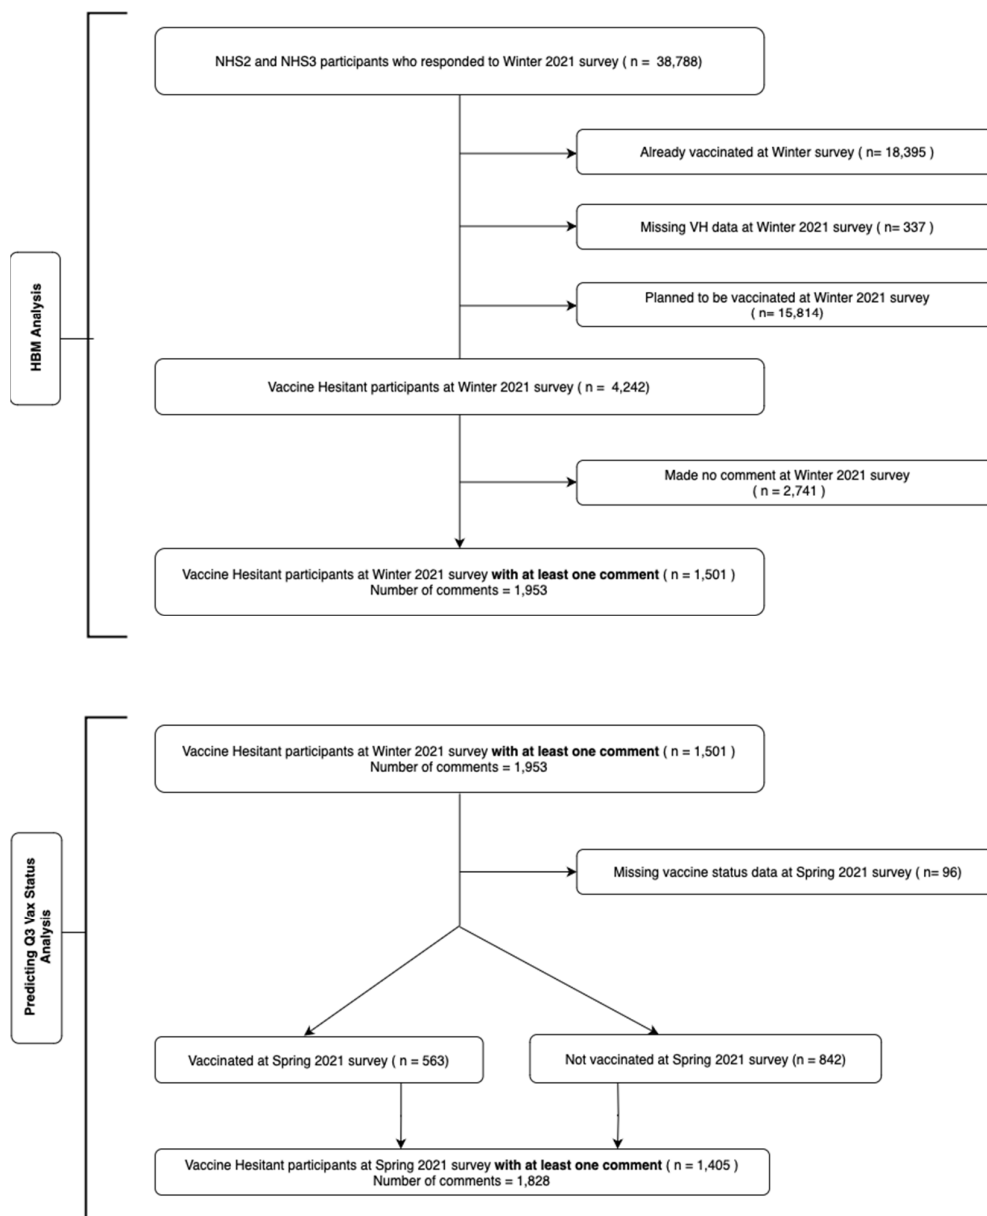 NHS2 and NHS3 participants who responded to Winter 2021 survey ( n = 38,788)
Already vaccinated at Winter survey ( n= 18,395 )
Missing VH data at Winter 2021 survey ( n= 337 )
Planned to be vaccinated at Winter 2021 survey
( n= 15,814)
HBM Analysis
Vaccine Hesitant participants at Winter 2021 survey ( n = 4,242)
Made no comment at Winter 2021 survey
( n = 2,741 )
Vaccine Hesitant participants at Winter 2021 survey with at least one comment ( n = 1,501 )
Number of comments = 1,953
Vaccine Hesitant participants at Winter 2021 survey with at least one comment ( n = 1,501 )
Number of comments = 1,953
Predicting Q3 Vax Status
Analysis
Missing vaccine status data at Spring 2021 survey ( n= 96)
Vaccinated at Spring 2021 survey ( n = 563)
Not vaccinated at Spring 2021 survey (n = 842)
Vaccine Hesitant participants at Spring 2021 survey with at least one comment ( n = 1,405 )
Number of comments = 1,828